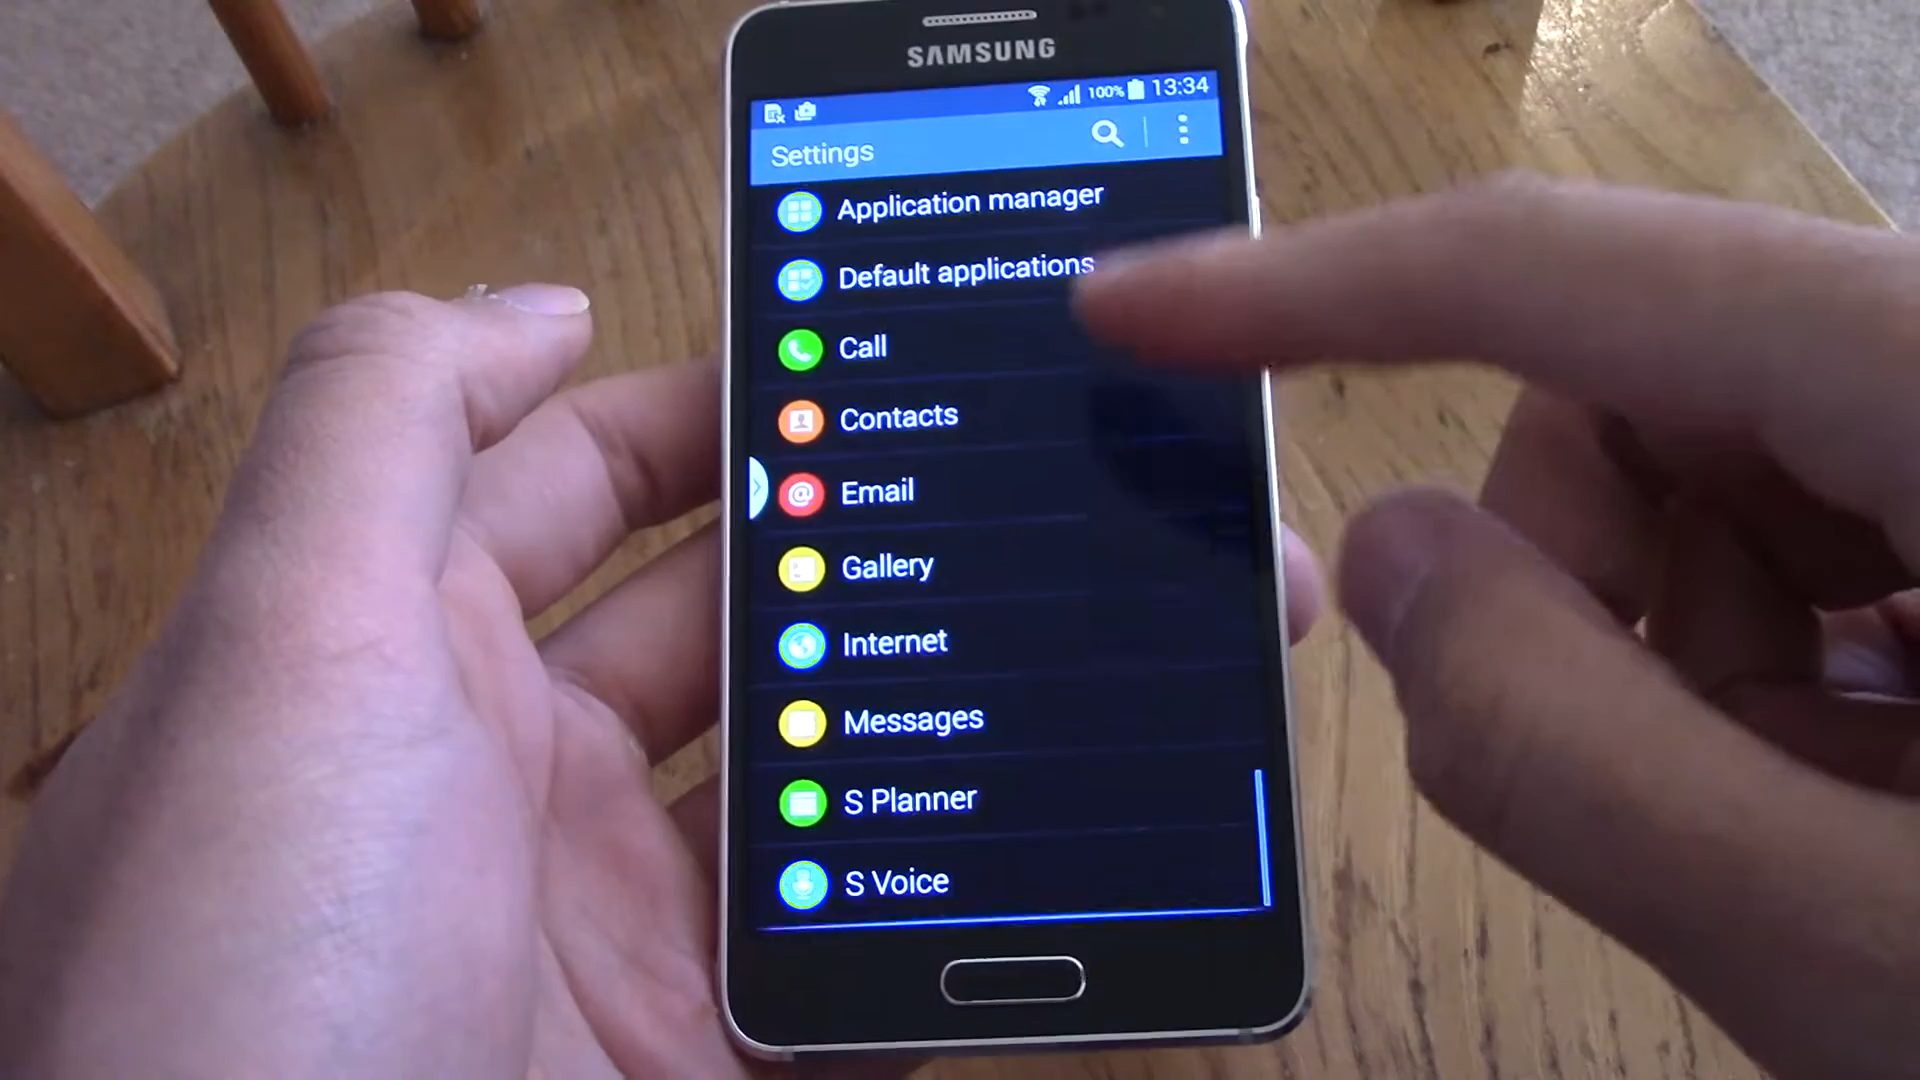 SAMSUNG
100% 13:34
Settings
Application manager
Default applications
Call
Contacts
Email
Gallery
Internet
Messages
S Planner
S Voice